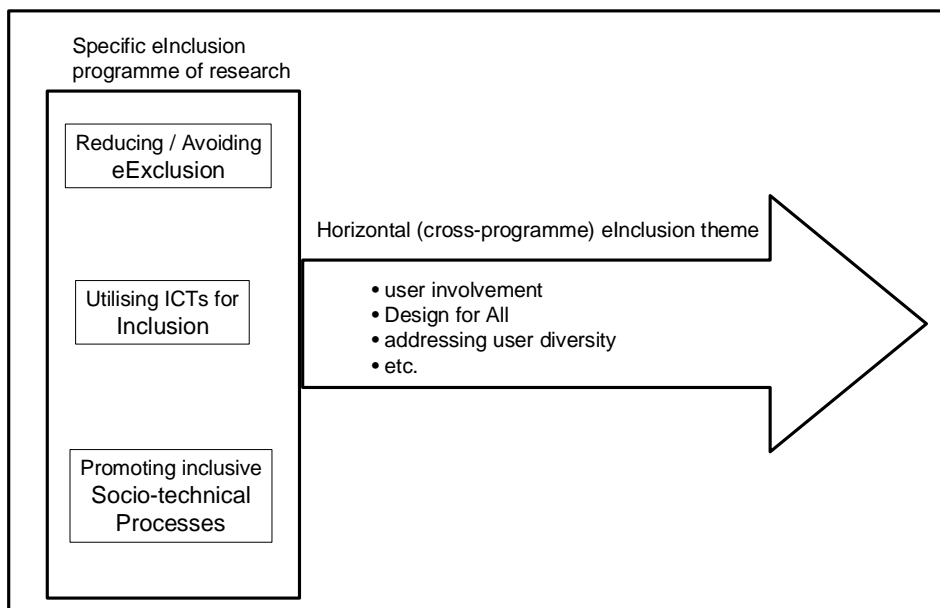 Specific eInclusion
programme of research
Reducing / Avoiding
eExclusion
Utilising ICTs for
Inclusion
Promoting inclusive
Socio-technical
Processes
Horizontal (cross-programme) eInclusion theme
• user involvement
• Design for All
• addressing user diversity
• etc.